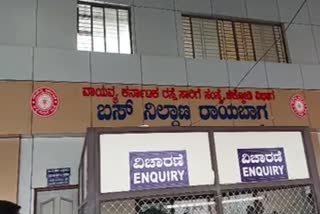 ವಾಯವ್ಯ ಕರ್ನಾಟಕ ರಸ್ತೆ ಸಾರಿಗೆ ಸಂಸ್ಥೆ, ಚಿಕ್ಕೋಡಿ ವಿಭಾಗ
ಬಸ್ ನಿಲ್ದಾಣ ರಾಯಬಾಗ
ವಿಚಾರಣೆ ವಿಚಾರಣೆ
ENQUIRY ENQUIRY